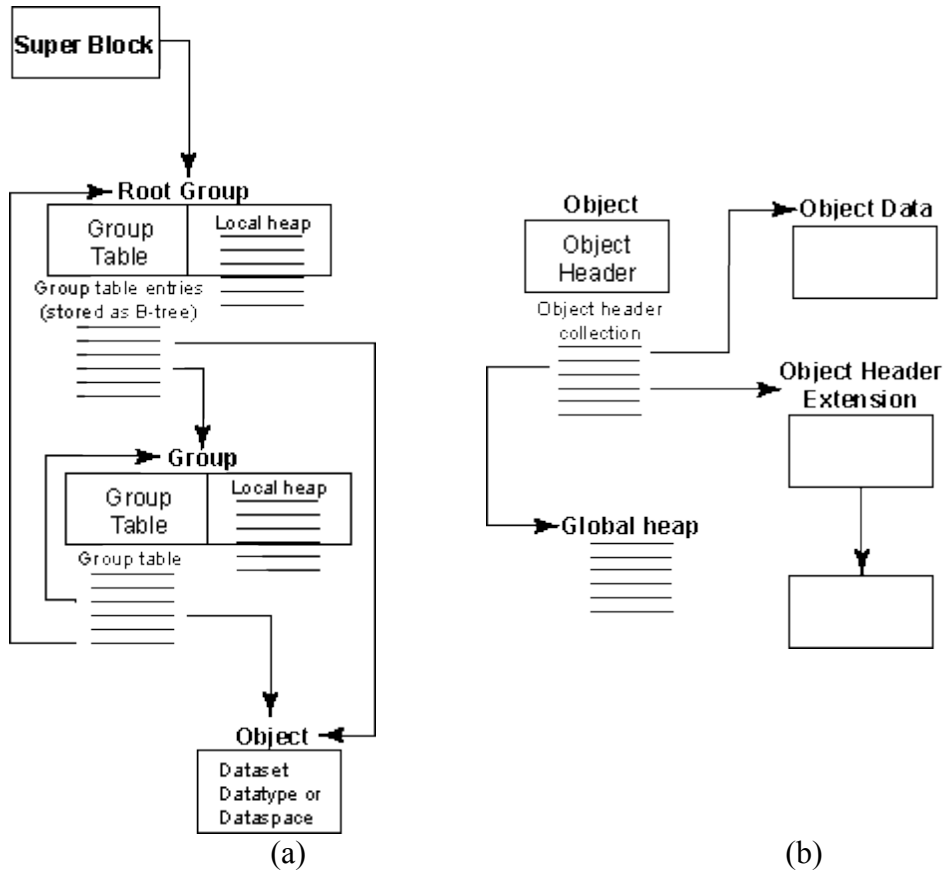 Super Block
Root Group
Group
Table
Local heap
Group table entries
(stored as B-tree)
Group
Group
Table
Local heap
Group table
Object
Dataset
Datatype or
Dataspace
(a)
Object
Object
Header
Object header
collection
Object Data
Object Header
Extension
Global heap
(b)